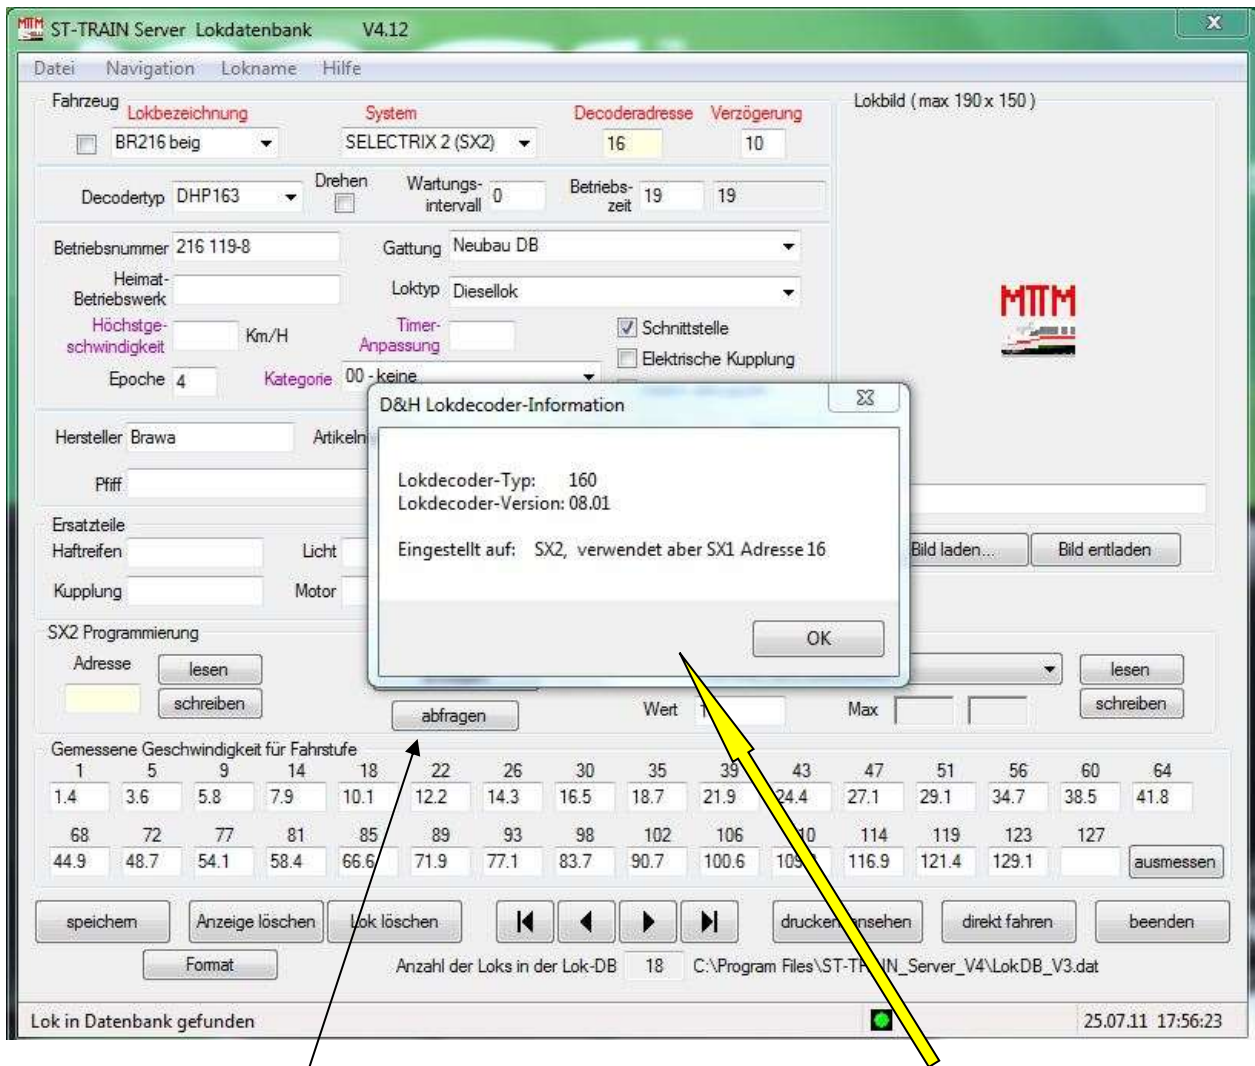 MTTM ST-TRAIN Server Lokdatenbank V4.12 X
Datei Navigation Lokname Hilfe
Fahrzeug Lokbild ( max 190 x 150 )
Lokbezeichnung System Decoderadresse Verzögerung
BR216 beig SELECTRIX 2 (SX2) 16 10
Decodertyp DHP163 Drehen Wartungs-intervall 0 Betriebs-zeit 19 19
Betriebsnummer 216 119-8 Gattung Neubau DB
Heimat-Betriebswerk Loktyp Diesellok
MTTM
Höchstge-schwindigkeit Km/H Timer-Anpassung Schnittstelle
Elektrische Kupplung
Epoche 4 Kategorie 00 - keine
D&H Lokdecoder-Information
Hersteller Brawa Artikeln
Pfiff
Lokdecoder-Typ: 160
Lokdecoder-Version: 08.01
Eingestellt auf: SX2, verwendet aber SX1 Adresse 16
OK
Ersatzteile
Haftreifen Licht Bild laden... Bild entladen
Kupplung Motor
SX2 Programmierung
Adresse lesen lesen
schreiben abfragen Wert Max schreiben
Gemessene Geschwindigkeit für Fahrstufe
1 5 9 14 18 22 26 30 35 39 43 47 51 56 60 64
1.4 3.6 5.8 7.9 10.1 12.2 14.3 16.5 18.7 21.9 24.4 27.1 29.1 34.7 38.5 41.8
68 72 77 81 85 89 93 98 102 106 10 114 119 123 127
44.9 48.7 54.1 58.4 66.6 71.9 77.1 83.7 90.7 100.6 116.9 121.4 129.1 ausmessen
speichern Anzeige löschen Lok löschen drucken ansehen direkt fahren beenden
Format Anzahl der Loks in der Lok-DB 18 C:\Program Files\ST-TRAIN_Server_V4\LokDB_V3.dat
Lok in Datenbank gefunden 25.07.11 17:56:23